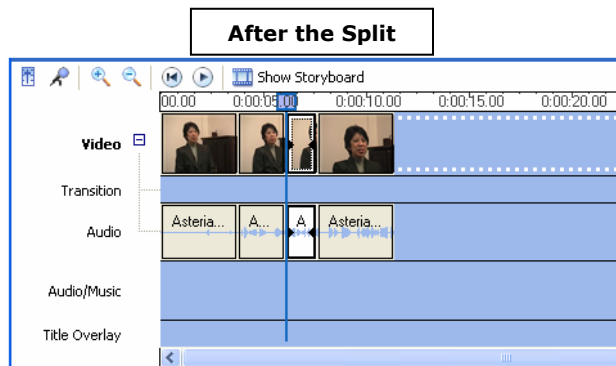 After the Split
Show Storyboard
00.00 0:00:05.00 0:00:10.00 0:00:15.00 0:00:20.00
Video
Transition
Audio
Asteria... A... A Asteria...
Audio/Music
Title Overlay